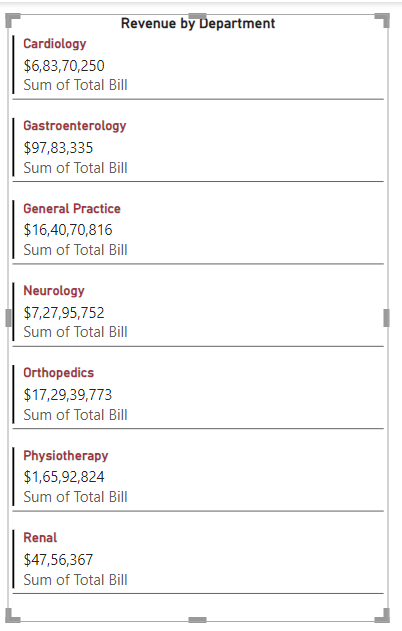 Revenue by Department
Cardiology
$6,83,70,250
Sum of Total Bill
Gastroenterology
$97,83,335
Sum of Total Bill
General Practice
$16,40,70,816
Sum of Total Bill
Neurology
$7,27,95,752
Sum of Total Bill
Orthopedics
$17,29,39,773
Sum of Total Bill
Physiotherapy
$1,65,92,824
Sum of Total Bill
Renal
$47,56,367
Sum of Total Bill